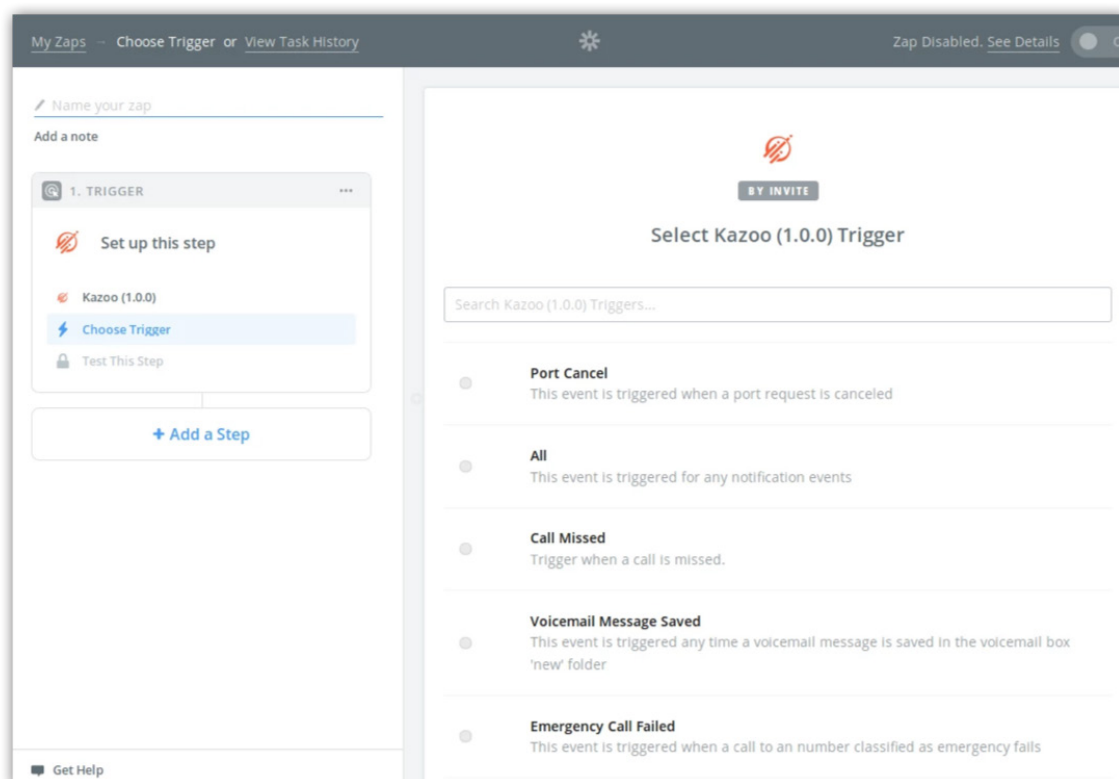 My Zaps → Choose Trigger or View Task History
Zap Disabled. See Details
Name your zap
Add a note
1. TRIGGER
Set up this step
Kazoo (1.0.0)
Choose Trigger
Test This Step
+ Add a Step
Get Help
BY INVITE
Select Kazoo (1.0.0) Trigger
Search Kazoo (1.0.0) Triggers...
Port Cancel
This event is triggered when a port request is canceled
All
This event is triggered for any notification events
Call Missed
Trigger when a call is missed.
Voicemail Message Saved
This event is triggered any time a voicemail message is saved in the voicemail box
'new' folder
Emergency Call Failed
This event is triggered when a call to an number classified as emergency fails